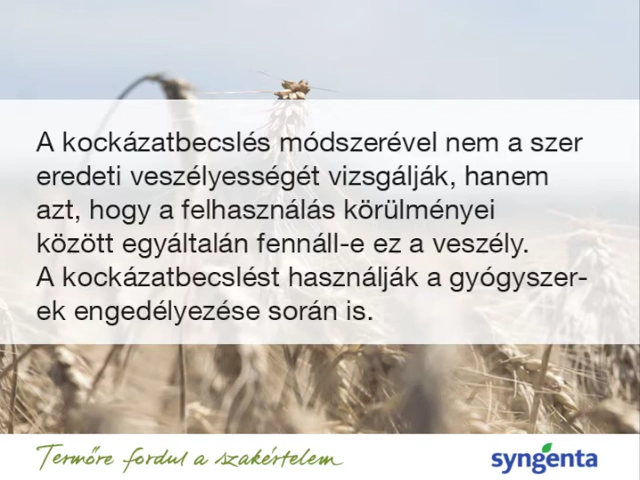 A kockázatbecslés módszerével nem a szer
eredeti veszélyességét vizsgálják, hanem
azt, hogy a felhasználás körülményei
között egyáltalán fennáll-e ez a veszély.
A kockázatbecslést használják a gyógyszer-
ek engedélyezése során is.
Termőre fordul a szakértelem
syngenta